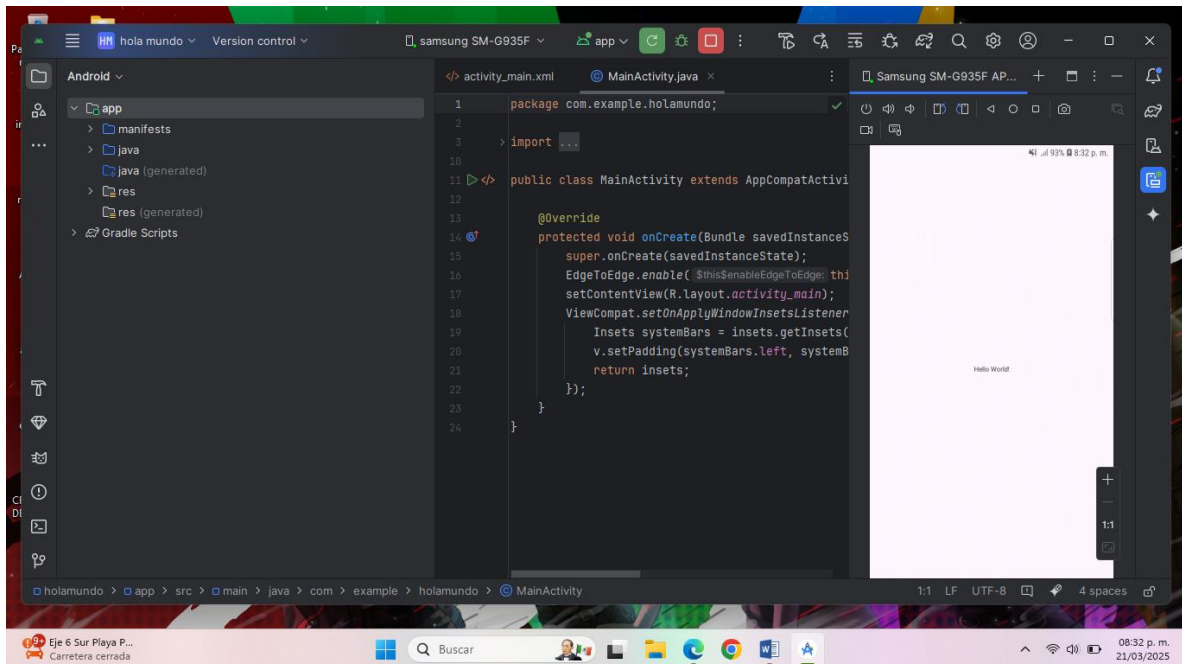 HM hola mundo Version control samsung SM-G935F app
Android
app
manifests
java
java (generated)
res
res (generated)
Gradle Scripts
activity_main.xml MainActivity.java
1 package com.example.holamundo;
2
3 import ...
10
11 public class MainActivity extends AppCompatActivi
12
13 @Override
14 protected void onCreate(Bundle savedInstanceS
15 super.onCreate(savedInstanceState);
16 EdgeToEdge.enable( $this$enableEdgeToEdge: thi
17 setContentView(R.layout.activity_main);
18 ViewCompat.setOnApplyWindowInsetsListener
19 Insets systemBars = insets.getInsets(
20 v.setPadding(systemBars.left, systemB
21 return insets;
22 });
23 }
24 }
Samsung SM-G935F AP...
93% 8:32 p. m.
Hello World!
1:1
holamundo > app > src > main > java > com > example > holamundo > MainActivity
1:1 LF UTF-8 4 spaces
Eje 6 Sur Playa P...
Carretera cerrada
Buscar
08:32 p. m.
21/03/2025